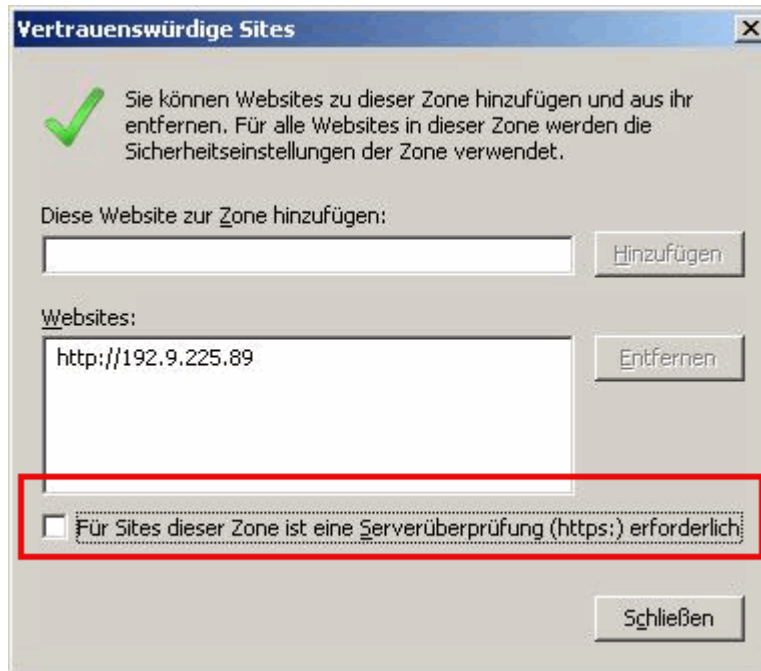 Vertrauenswürdige Sites
Sie können Websites zu dieser Zone hinzufügen und aus ihr
entfernen. Für alle Websites in dieser Zone werden die
Sicherheitseinstellungen der Zone verwendet.
Diese Website zur Zone hinzufügen:
Hinzufügen
Websites:
http://192.9.225.89
Entfernen
Für Sites dieser Zone ist eine Serverüberprüfung (https:) erforderlich
Schließen